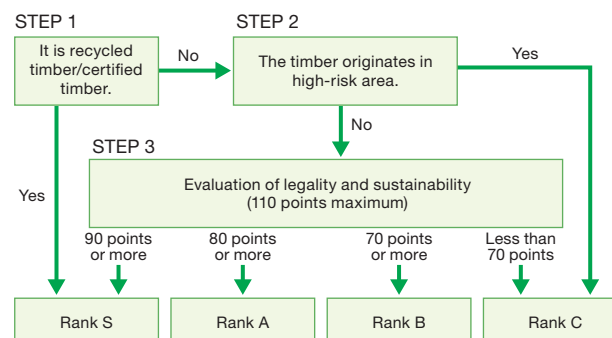 STEP 1
It is recycled
timber/certified
timber.
No
STEP 2
The timber originates in
high-risk area.
Yes
No
STEP 3
Yes
Evaluation of legality and sustainability
(110 points maximum)
90 points
or more
80 points
or more
70 points
or more
Less than
70 points
Rank S
Rank A
Rank B
Rank C